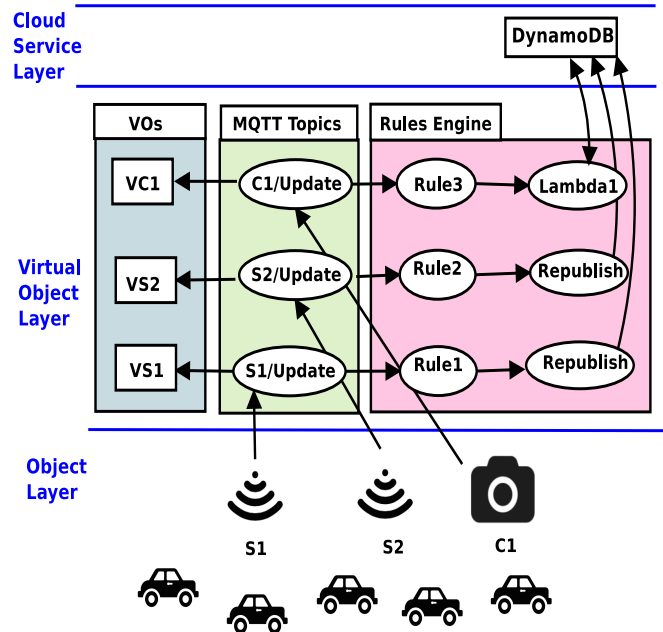 Cloud
Service
Layer
DynamoDB
VOs
MQTT Topics
Rules Engine
VC1
C1/Update
Rule3
Lambda1
Virtual
Object
Layer
VS2
S2/Update
Rule2
Republish
VS1
S1/Update
Rule1
Republish
Object
Layer
S1
S2
C1